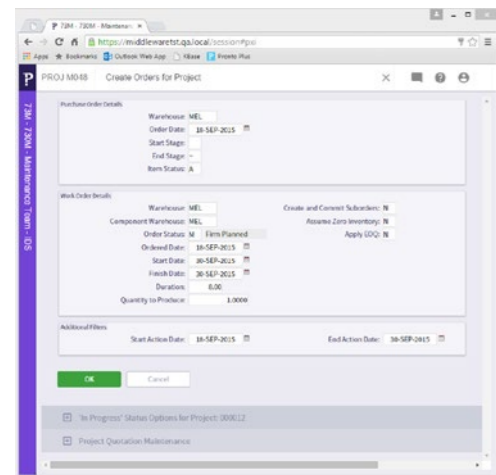 73M - 730M - Maintenanc
https://middlewaretst.qa.local/session#pxi
Apps Bookmarks Outlook Web App KBase Pronto Plus
P PROJ M048 Create Orders for Project
73M - 730M - Maintenance Team - IDS
Purchase Order Details
Warehouse: MEL
Order Date: 18-SEP-2015
Start Stage:
End Stage: ~
Item Status: A
Work Order Details
Warehouse: MEL Create and Commit Suborders: N
Component Warehouse: MEL Assume Zero Inventory: N
Order Status: M Firm Planned Apply EOQ: N
Ordered Date: 18-SEP-2015
Start Date: 30-SEP-2015
Finish Date: 30-SEP-2015
Duration: 0.00
Quantity to Produce: 1.0000
Additional Filters
Start Action Date: 18-SEP-2015 End Action Date: 30-SEP-2015
OK Cancel
'In Progress' Status Options for Project: 000012
Project Quotation Maintenance